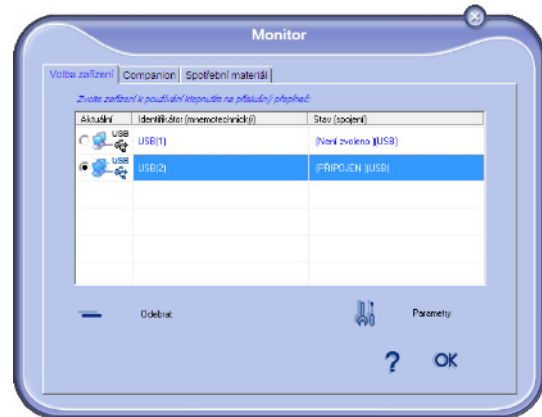 Monitor
Volba zařízení Companion Spotřební materiál
Zvolte zařízení k používání klepnutím na příslušný přepínač:
Aktuální Identifikátor (mnemotechnický/í) Stav (spojení)
USB USB(1) (Není zvoleno )(USB)
USB USB(2) (PŘIPOJEN )(USB)
Odebrat Parametry
? OK